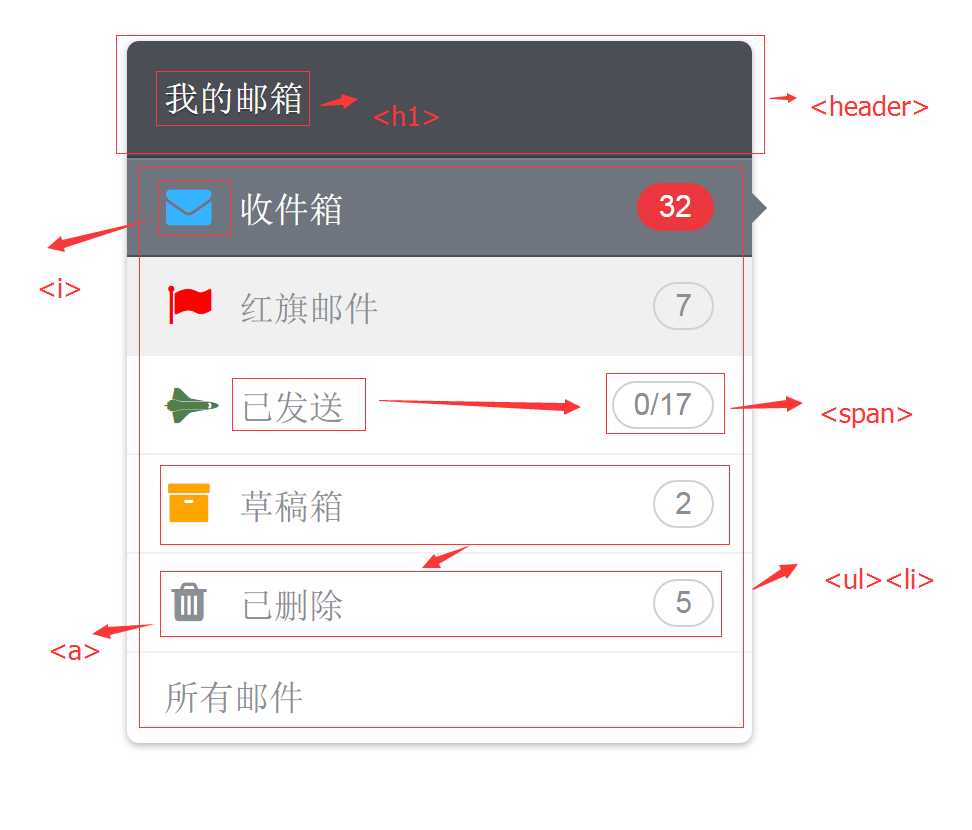 我的邮箱
<h1>
<header>
收件箱 32
<i>
红旗邮件 7
已发送 0/17
<span>
草稿箱 2
<ul><li>
已删除 5
<a>
所有邮件